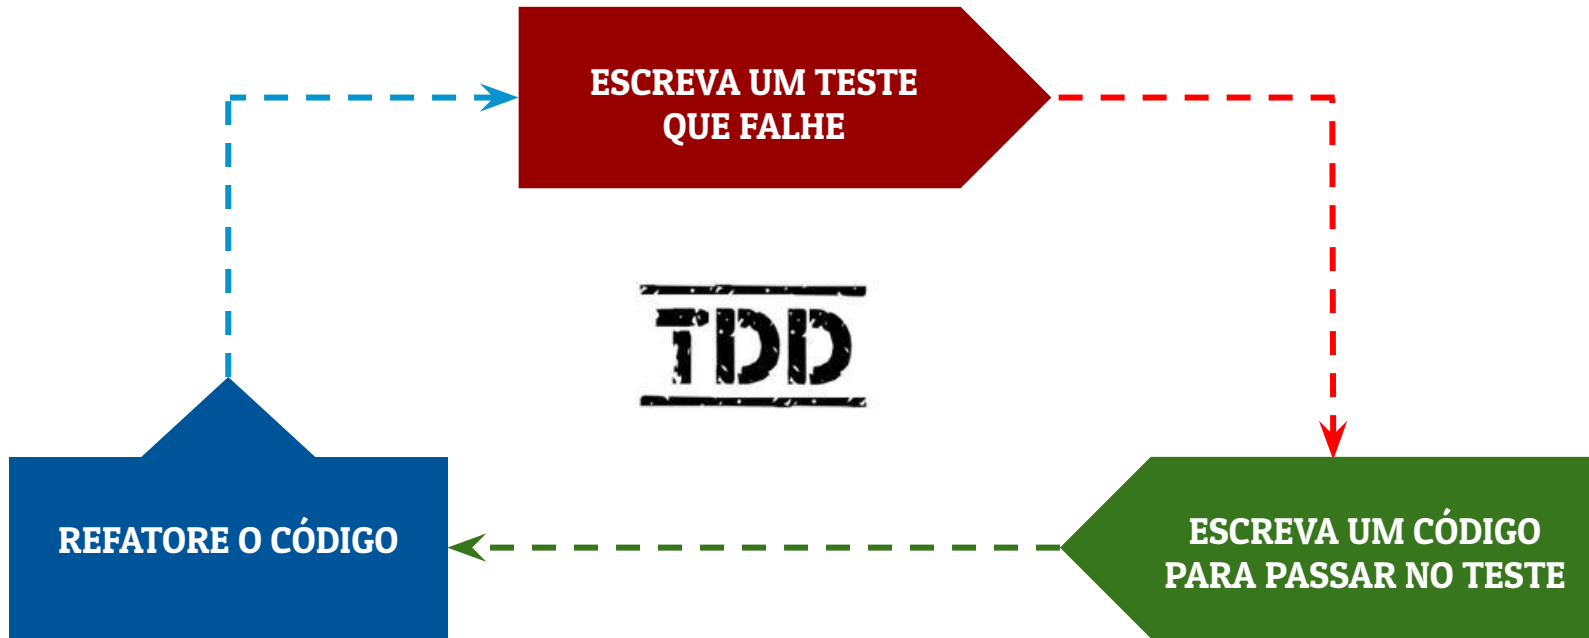 ESCREVA UM TESTE
QUE FALHE
TDD
REFATORE O CÓDIGO
ESCREVA UM CÓDIGO
PARA PASSAR NO TESTE